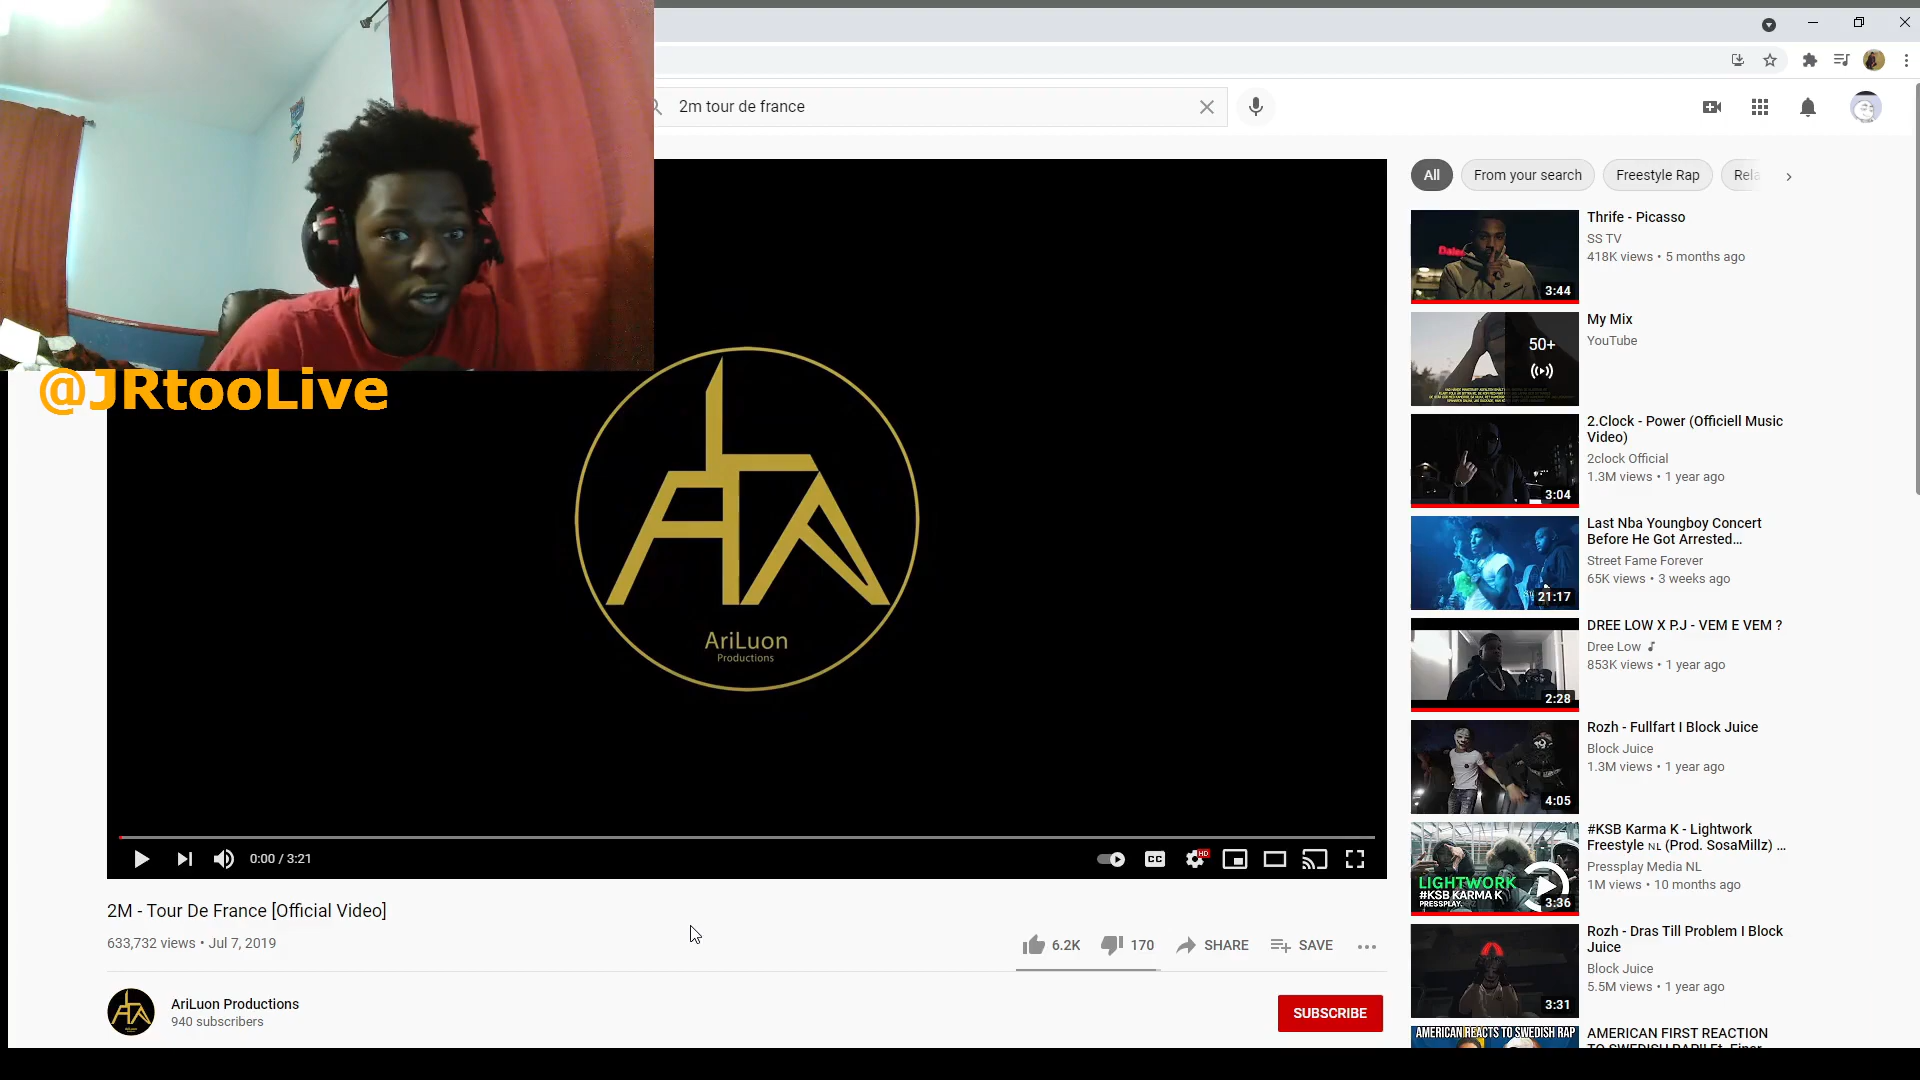 2m tour de france
@JRtooLive
AriLuon
Productions
0:00 / 3:21
CC
HD
2M - Tour De France [Official Video]
633,732 views • Jul 7, 2019
6.2K
170
SHARE
SAVE
AriLuon Productions
940 subscribers
SUBSCRIBE
All
From your search
Freestyle Rap
Rela
Thrife - Picasso
SS TV
418K views • 5 months ago
3:44
My Mix
YouTube
50+
2.Clock - Power (Officiell Music
Video)
2clock Official
1.3M views • 1 year ago
3:04
Last Nba Youngboy Concert
Before He Got Arrested...
Street Fame Forever
65K views • 3 weeks ago
21:17
DREE LOW X P.J - VEM E VEM ?
Dree Low
853K views • 1 year ago
2:28
Rozh - Fullfart I Block Juice
Block Juice
1.3M views • 1 year ago
4:05
#KSB Karma K - Lightwork
Freestyle NL (Prod. SosaMillz) ...
Pressplay Media NL
1M views • 10 months ago
LIGHTWORK
#KSB KARMA K
PRESSPLAY.
3:36
Rozh - Dras Till Problem I Block
Juice
Block Juice
5.5M views • 1 year ago
3:31
AMERICAN REACTS TO SWEDISH RAP
AMERICAN FIRST REACTION